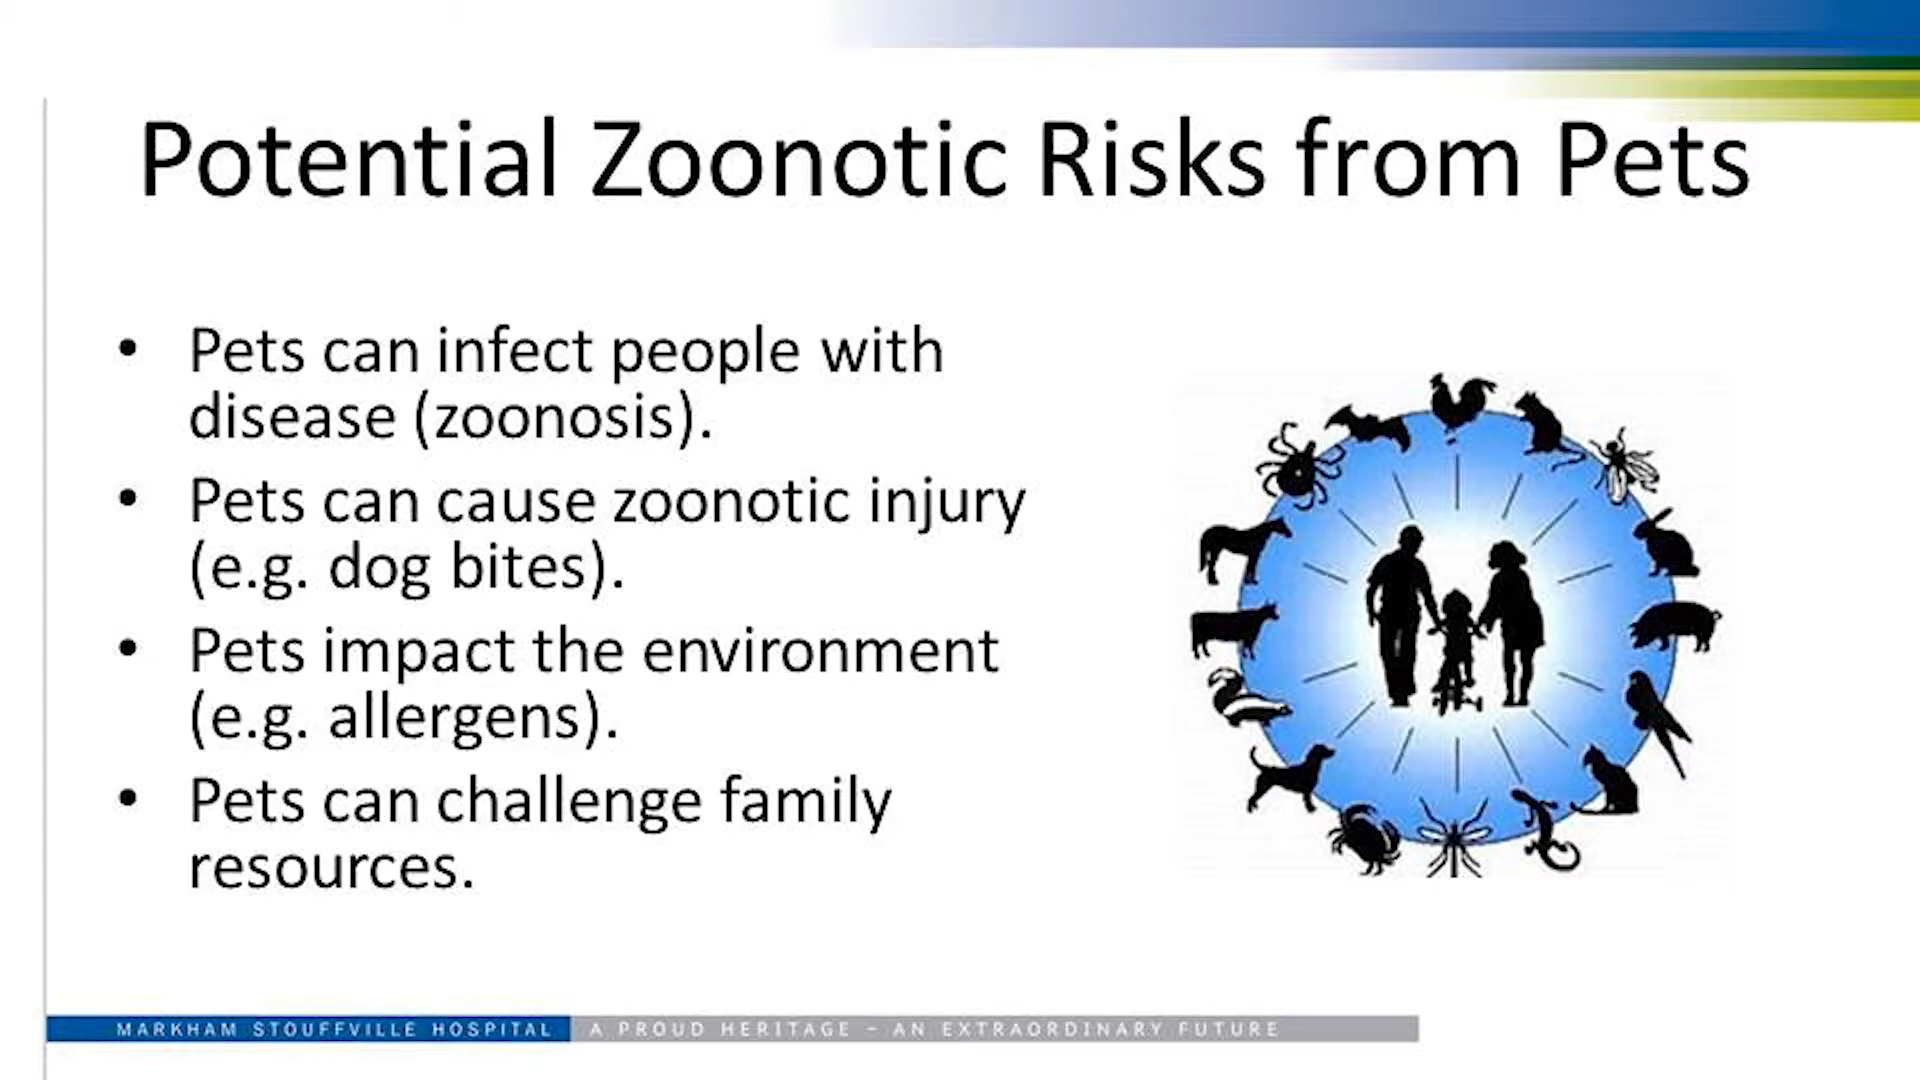 Potential Zoonotic Risks from Pets
• Pets can infect people with
disease (zoonosis).
• Pets can cause zoonotic injury
(e.g. dog bites).
• Pets impact the environment
(e.g. allergens).
• Pets can challenge family
resources.
MARKHAM STOUFFVILLE HOSPITAL A PROUD HERITAGE – AN EXTRAORDINARY FUTURE